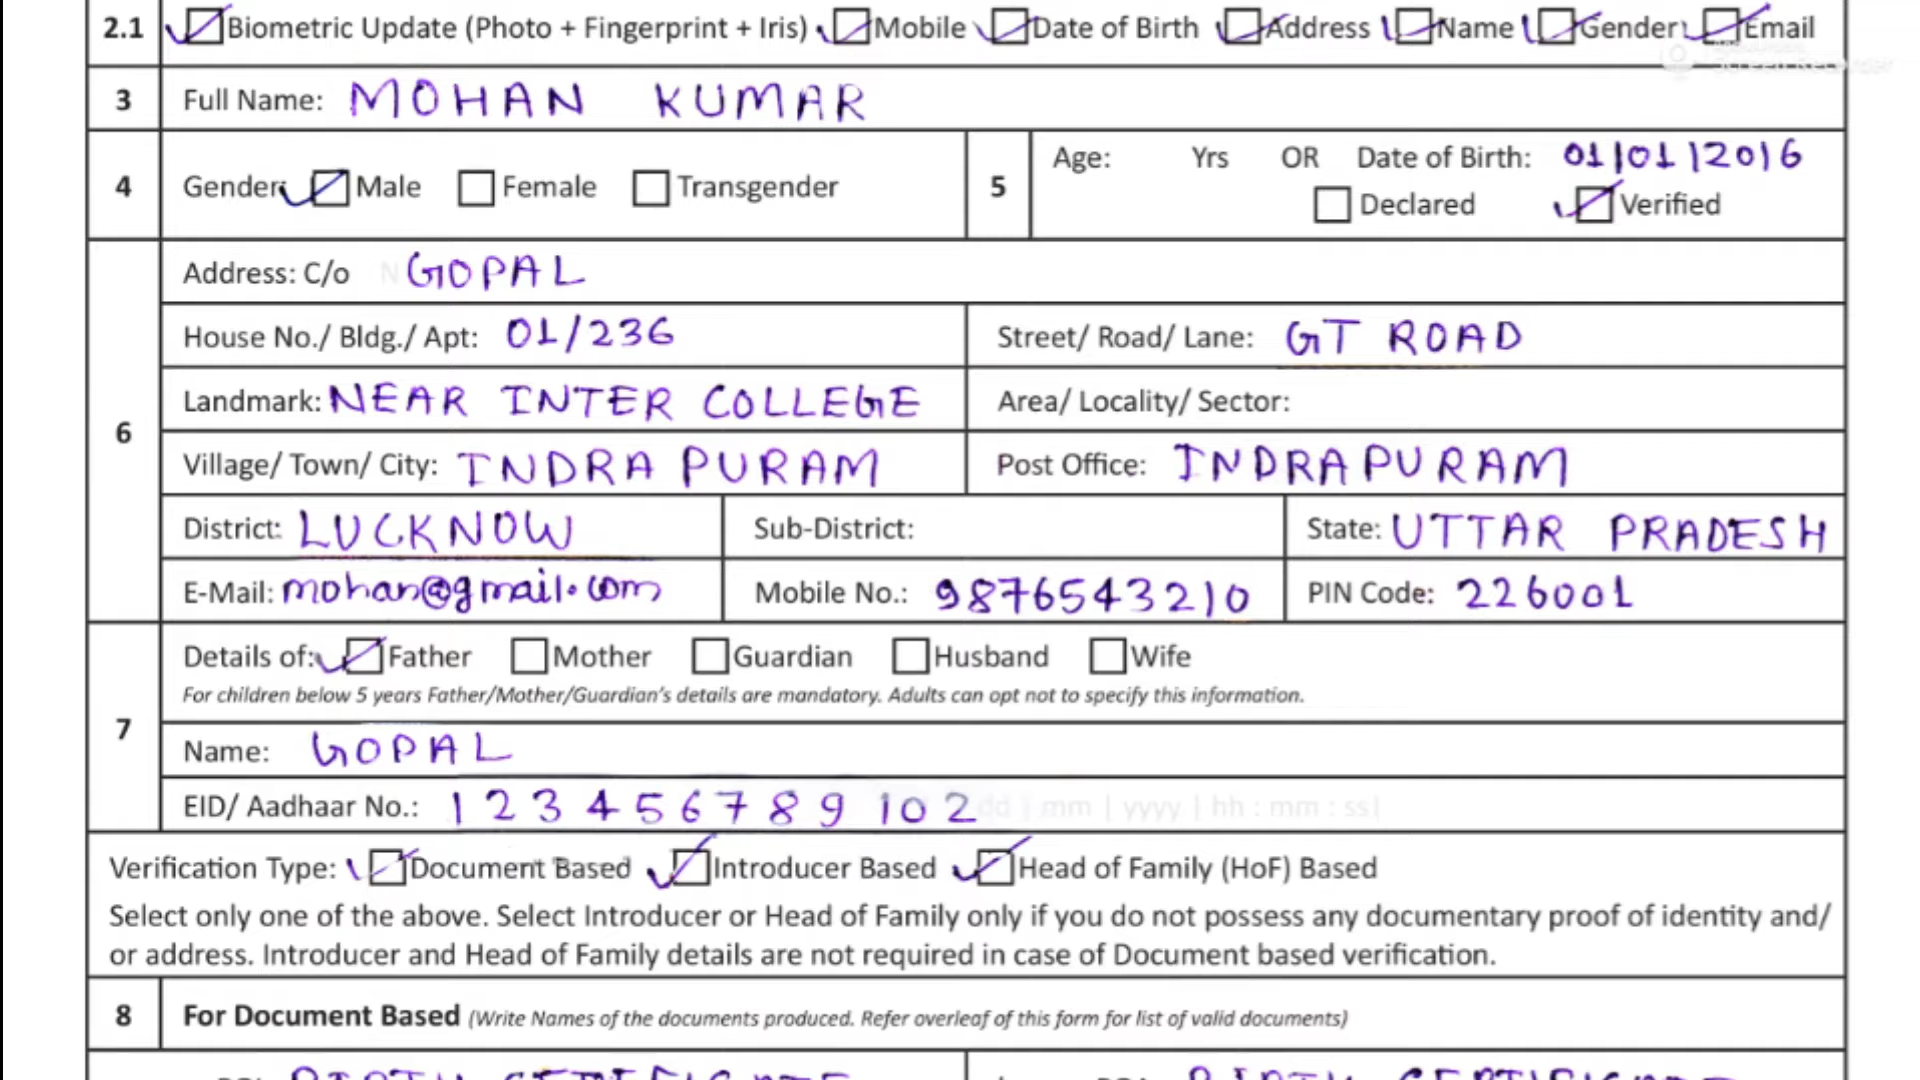 2.1 Biometric Update (Photo + Fingerprint + Iris) Mobile Date of Birth Address Name Gender Email
Screen Recorder
3 Full Name: MOHAN KUMAR
4 Gender: Male Female Transgender
5 Age: Yrs OR Date of Birth: 01|01|2016
Declared Verified
6
Address: C/o GOPAL
House No./ Bldg./ Apt: 01/236 Street/ Road/ Lane: GT ROAD
Landmark: NEAR INTER COLLEGE Area/ Locality/ Sector:
Village/ Town/ City: INDRA PURAM Post Office: INDRAPURAM
District: LUCKNOW Sub-District: State: UTTAR PRADESH
E-Mail: mohan@gmail.com Mobile No.: 9876543210 PIN Code: 226001
7
Details of: Father Mother Guardian Husband Wife
For children below 5 years Father/Mother/Guardian's details are mandatory. Adults can opt not to specify this information.
Name: GOPAL
EID/ Aadhaar No.: 1 2 3 4 5 6 7 8 9 10 2 dd | mm | yyyy | hh : mm : ss|
Verification Type: Document Based Introducer Based Head of Family (HoF) Based
Select only one of the above. Select Introducer or Head of Family only if you do not possess any documentary proof of identity and/
or address. Introducer and Head of Family details are not required in case of Document based verification.
8 For Document Based (Write Names of the documents produced. Refer overleaf of this form for list of valid documents)